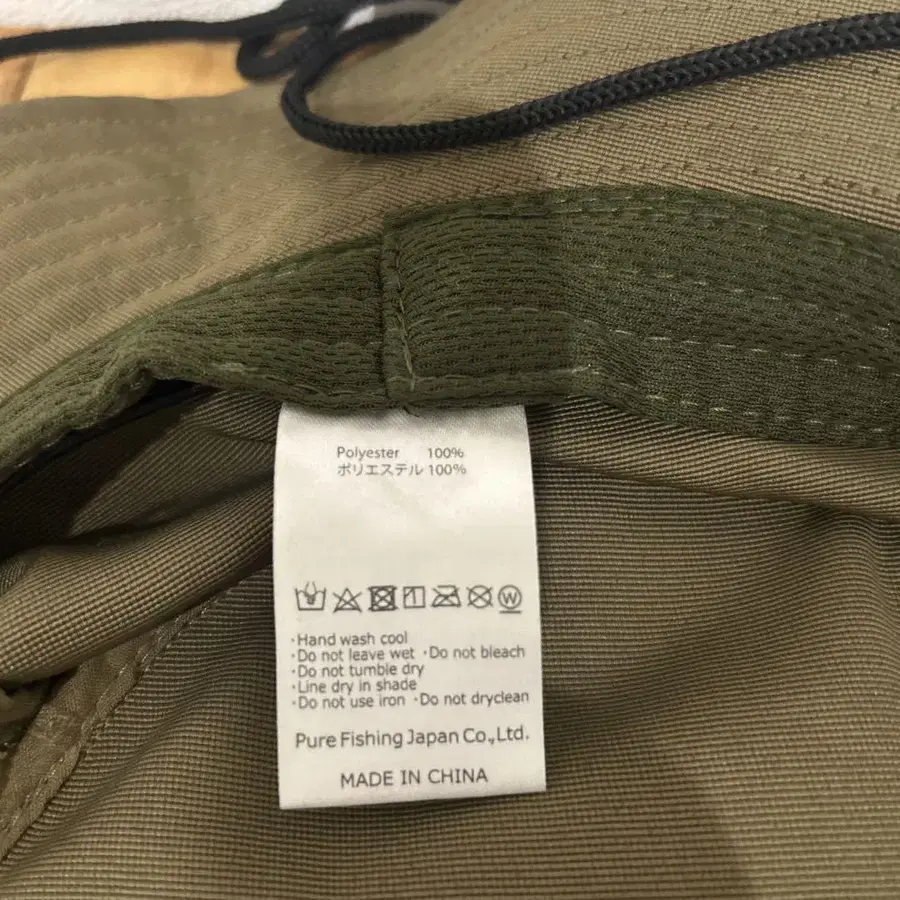 Polyester 100%
ポリエステル 100%
W
·Hand wash cool
·Do not leave wet ·Do not bleach
·Do not tumble dry
·Line dry in shade
·Do not use iron ·Do not dryclean
Pure Fishing Japan Co.,Ltd.
MADE IN CHINA